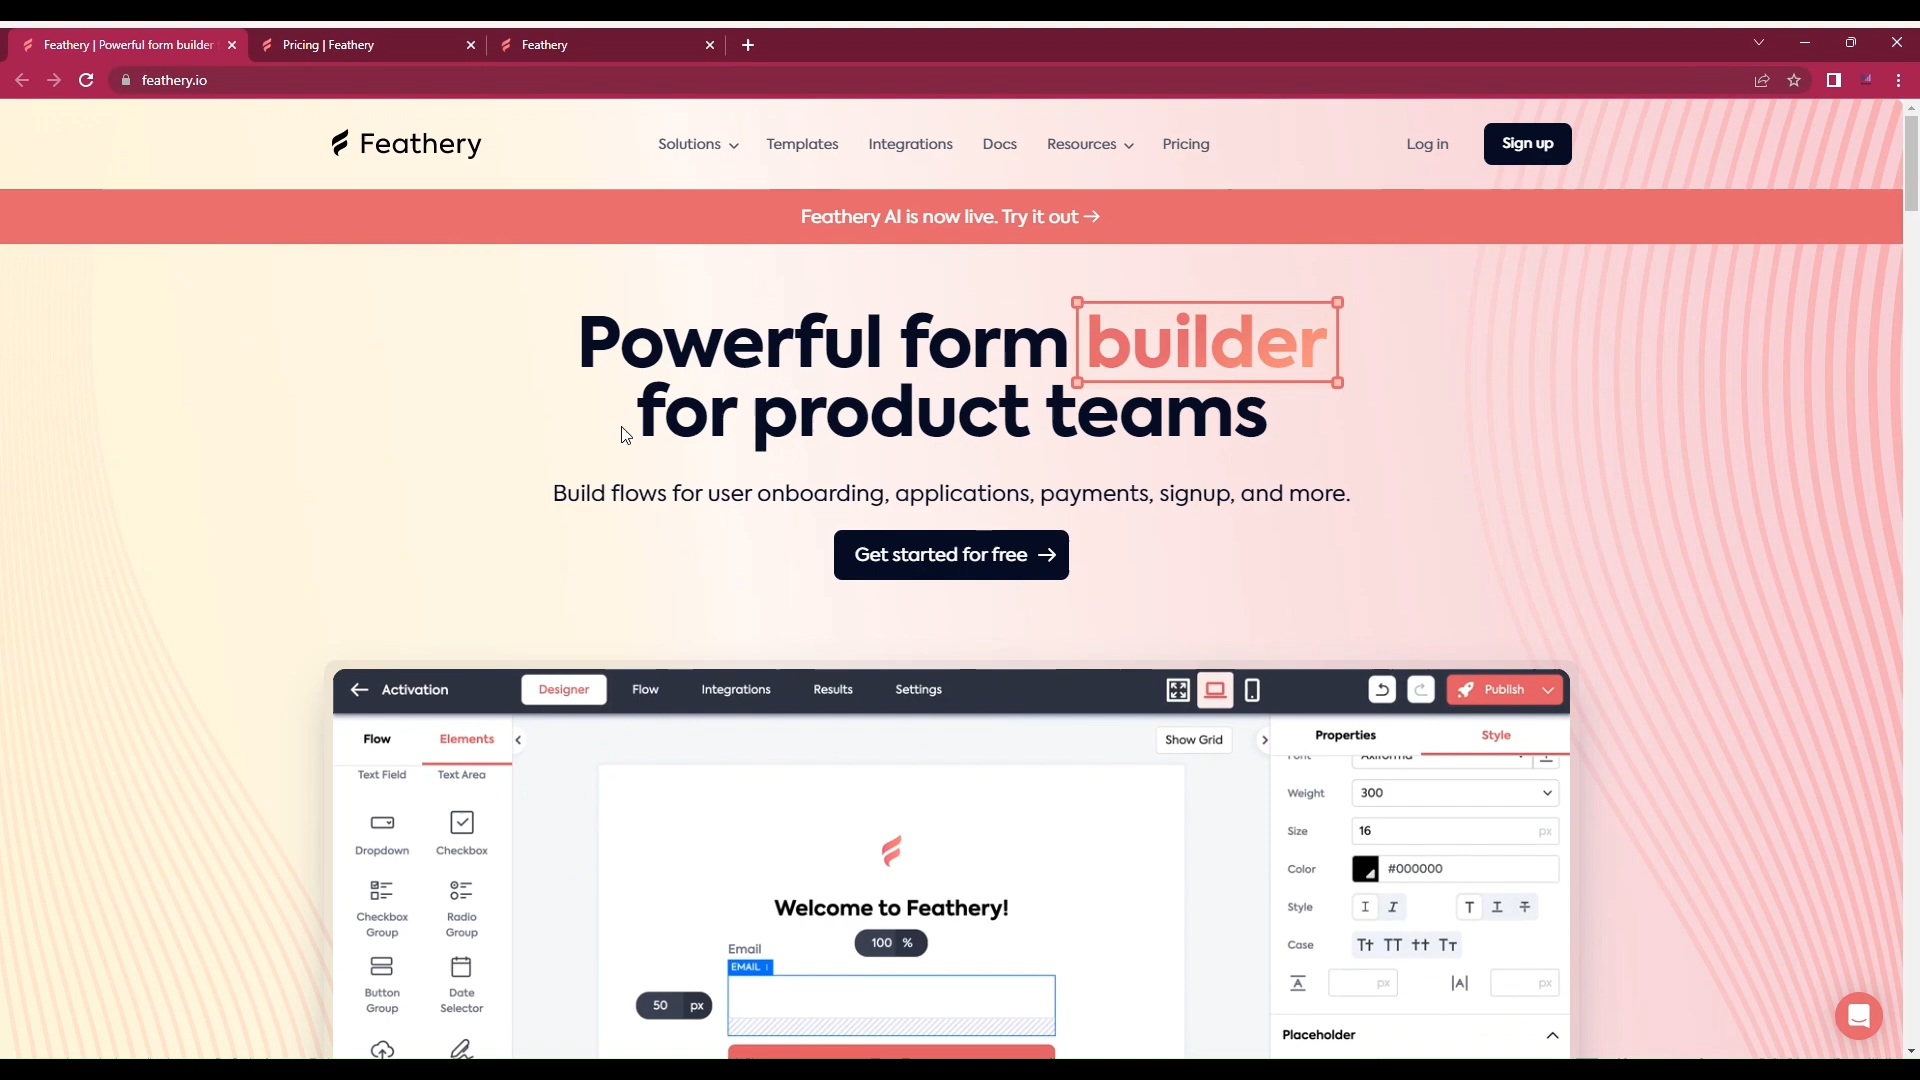 Feathery | Powerful form builder
Pricing | Feathery
Feathery
feathery.io
Feathery
Solutions
Templates
Integrations
Docs
Resources
Pricing
Log in
Sign up
Feathery AI is now live. Try it out →
Powerful form builder
for product teams
Build flows for user onboarding, applications, payments, signup, and more.
Get started for free →
Activation
Designer
Flow
Integrations
Results
Settings
Publish
Flow
Elements
Show Grid
Properties
Style
Text Field
Text Area
Font
Axiforma
Weight
300
Dropdown
Checkbox
Size
16
px
Color
#000000
Checkbox
Group
Radio
Group
Welcome to Feathery!
Style
Case
Email
100 %
EMAIL
Button
Group
Date
Selector
50 px
px
px
Placeholder